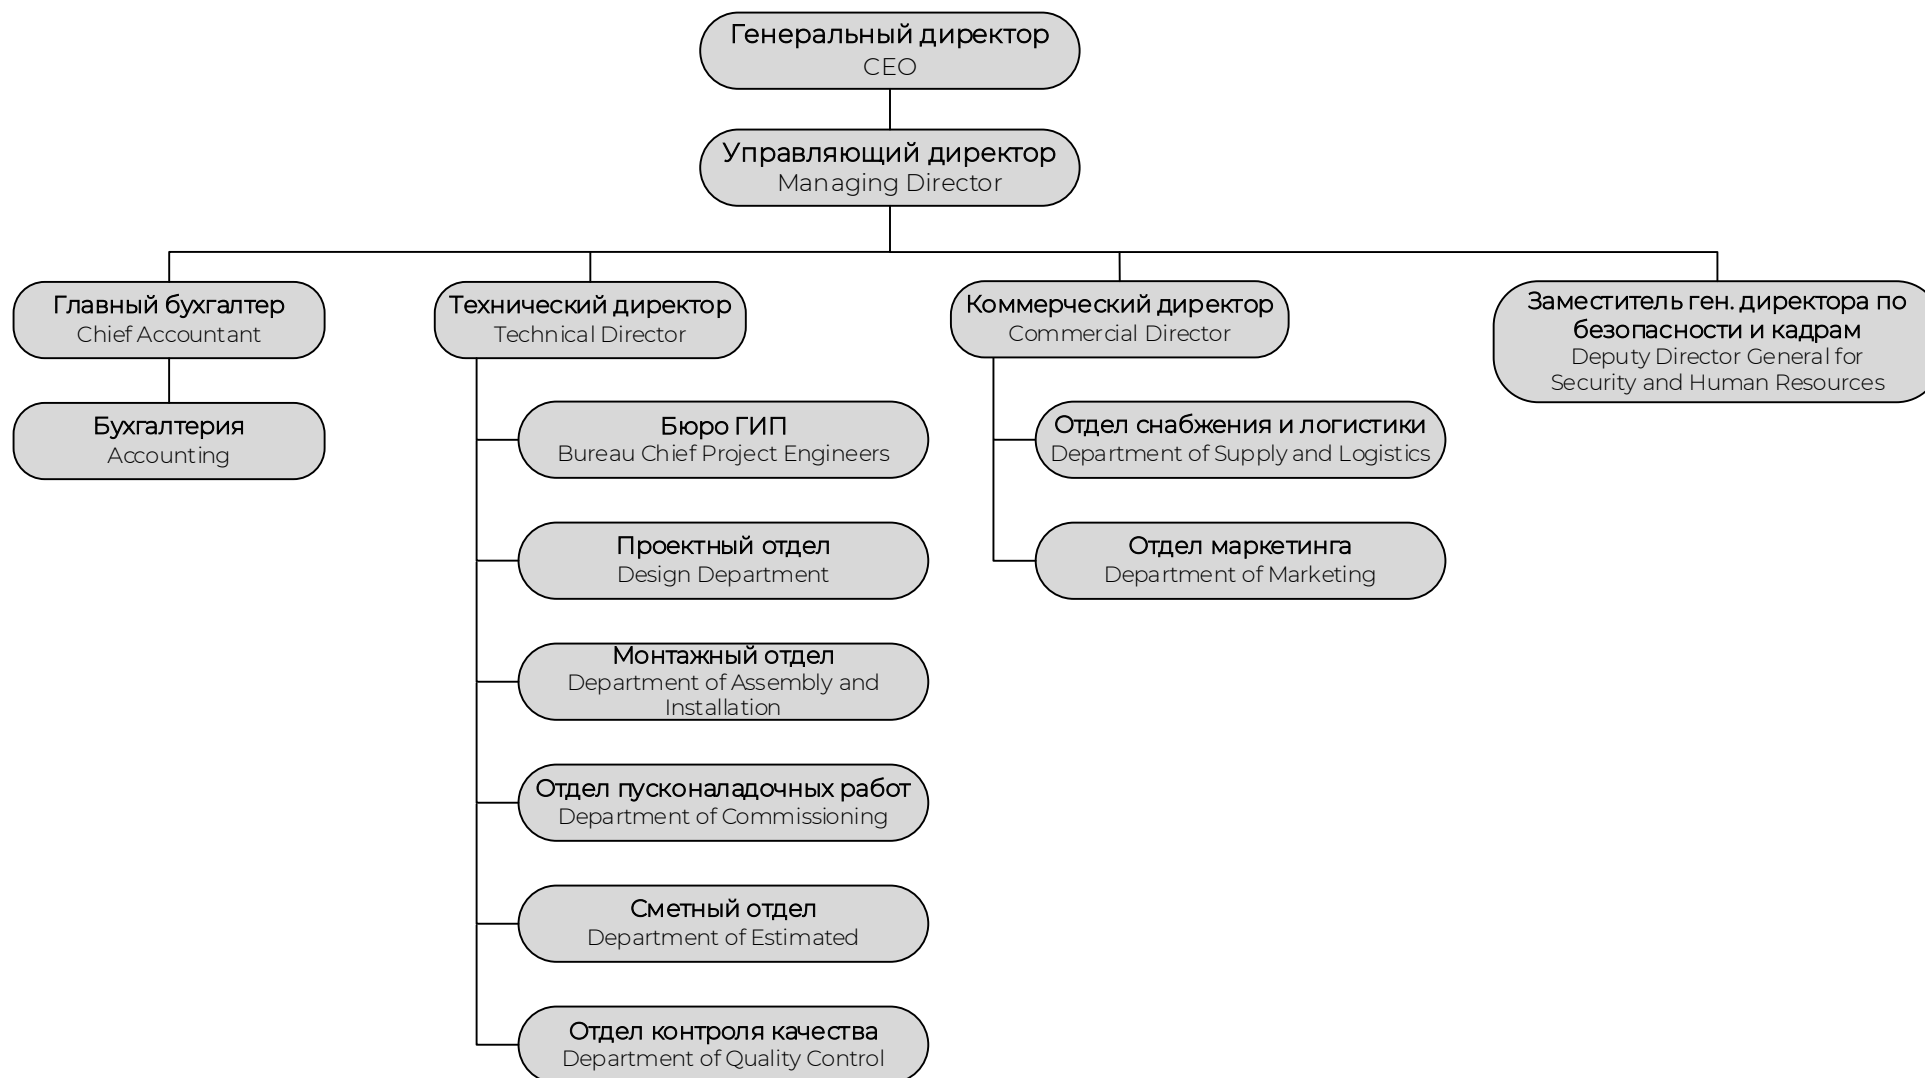 Генеральный директор
CEO
Управляющий директор
Managing Director
Главный бухгалтер
Chief Accountant
Бухгалтерия
Accounting
Технический директор
Technical Director
Бюро ГИП
Bureau Chief Project Engineers
Проектный отдел
Design Department
Монтажный отдел
Department of Assembly and
Installation
Отдел пусконаладочных работ
Department of Commissioning
Сметный отдел
Department of Estimated
Отдел контроля качества
Department of Quality Control
Коммерческий директор
Commercial Director
Отдел снабжения и логистики
Department of Supply and Logistics
Отдел маркетинга
Department of Marketing
Заместитель ген. директора по
безопасности и кадрам
Deputy Director General for
Security and Human Resources